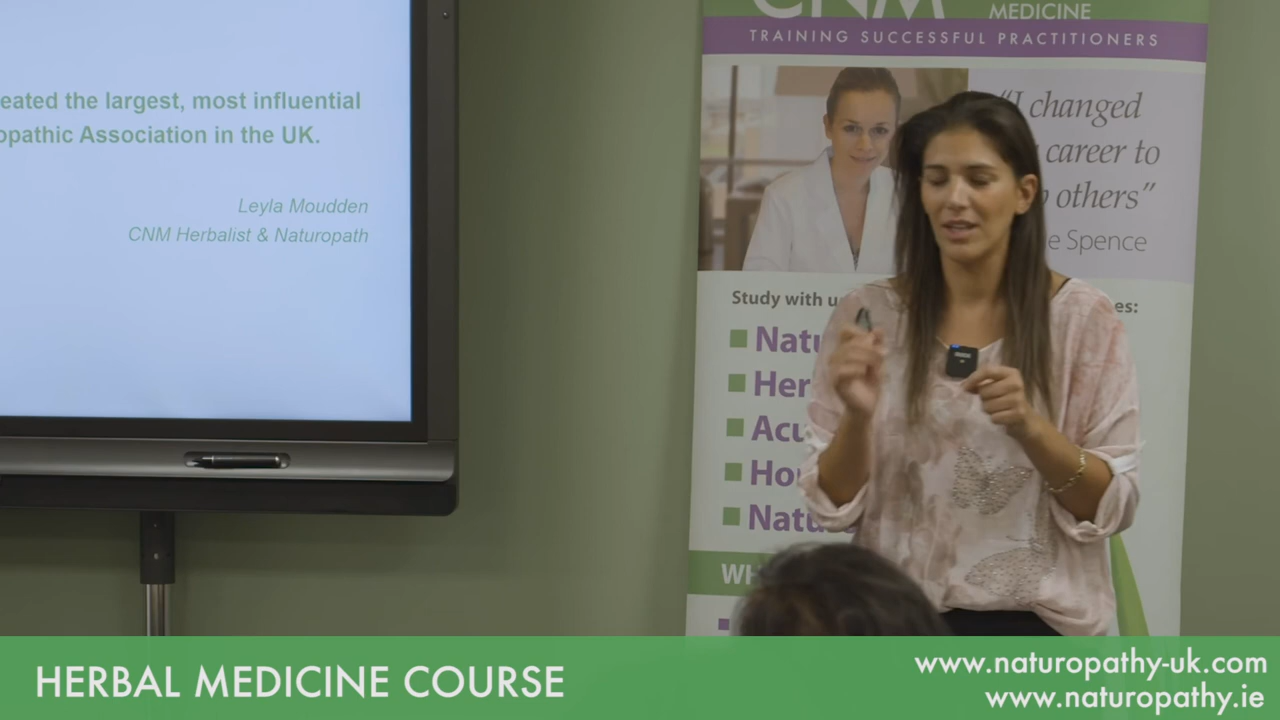 eated the largest, most influential
opathic Association in the UK.
Leyla Moudden
CNM Herbalist & Naturopath
CNM
MEDICINE
TRAINING SUCCESSFUL PRACTITIONERS
"I changed
career to
others"
e Spence
Study with u
es:
Natu
Her
Acu
Ho
Natu
WH
HERBAL MEDICINE COURSE
www.naturopathy-uk.com
www.naturopathy.ie